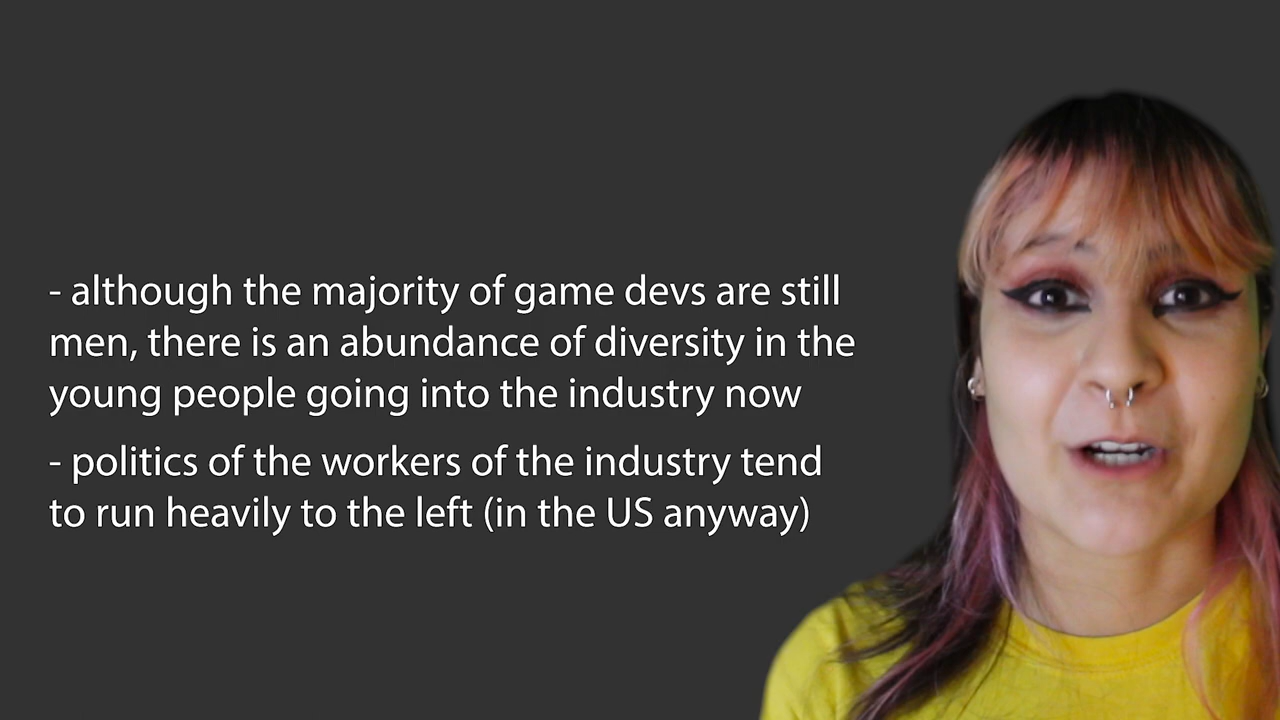 - although the majority of game devs are still
men, there is an abundance of diversity in the
young people going into the industry now
- politics of the workers of the industry tend
to run heavily to the left (in the US anyway)